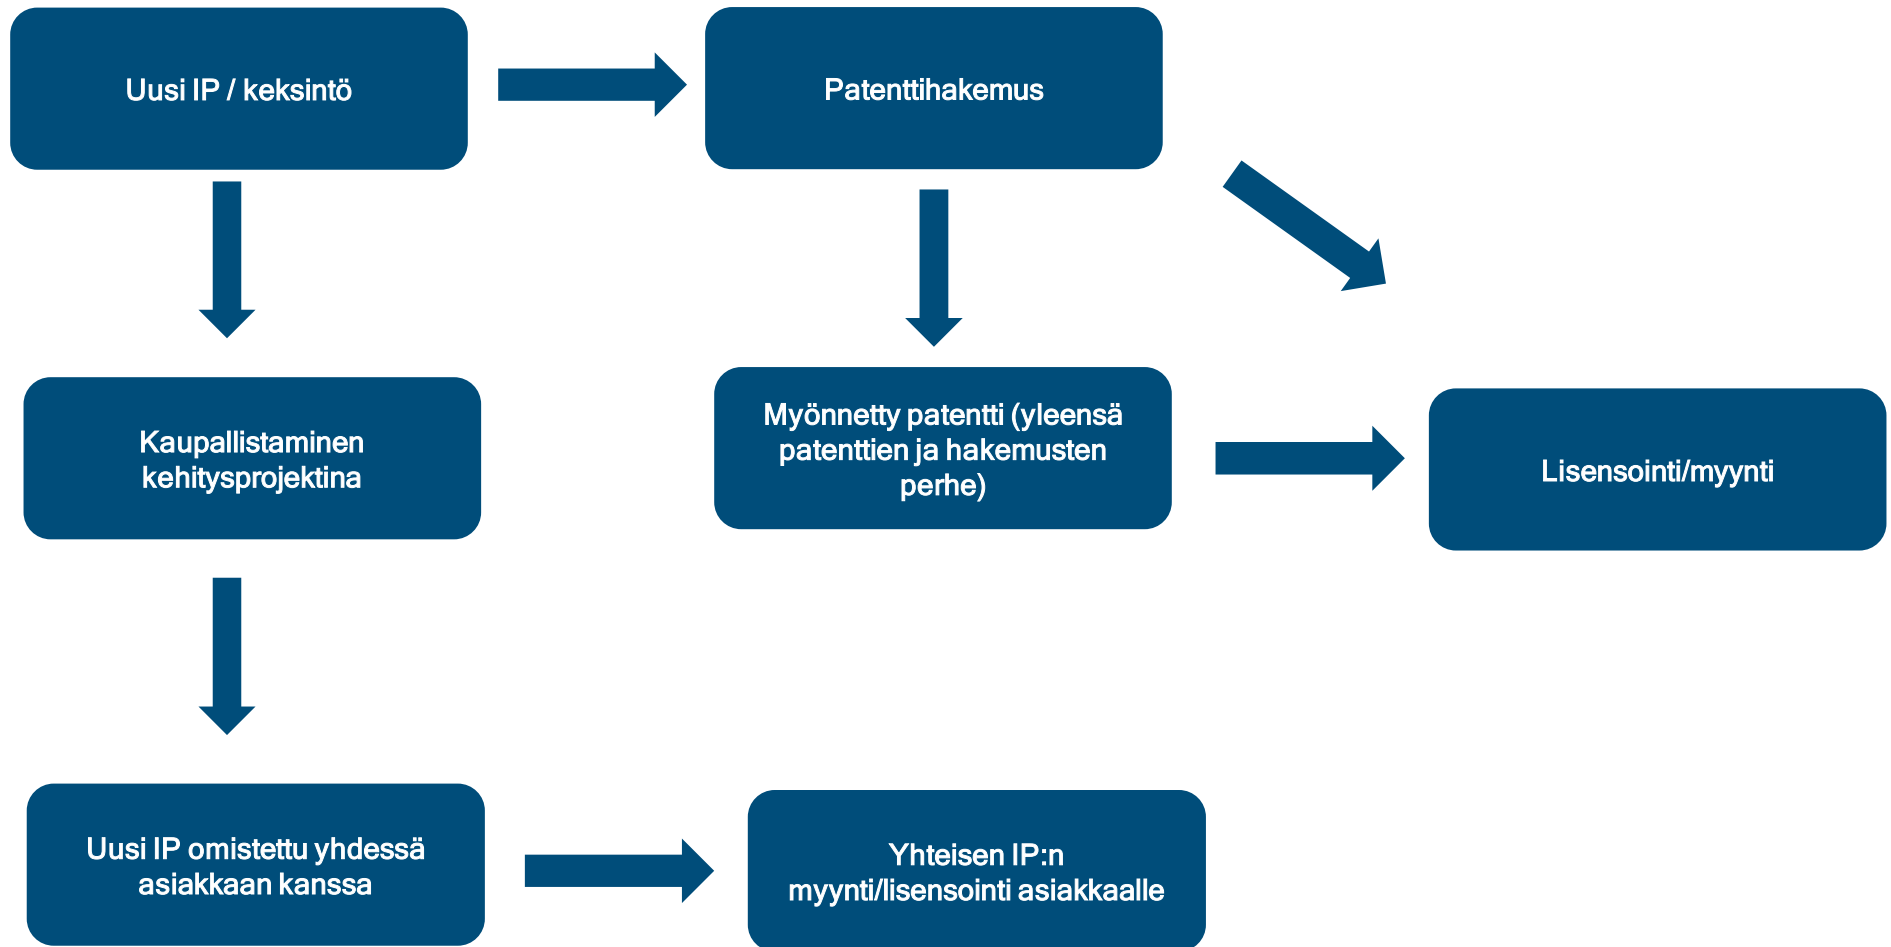 Uusi IP / keksintö
Patenttihakemus
Kaupallistaminen
kehitysprojektina
Myönnetty patentti (yleensä
patenttien ja hakemusten
perhe)
Lisensointi/myynti
Uusi IP omistettu yhdessä
asiakkaan kanssa
Yhteisen IP:n
myynti/lisensointi asiakkaalle